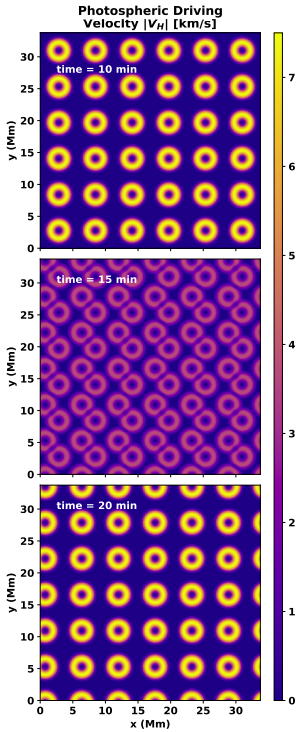 Photospheric Driving
Velocity |V_H| [km/s]
time = 10 min
30
25
20
15
10
5
0
y (Mm)
time = 15 min
30
25
20
15
10
5
0
y (Mm)
time = 20 min
30
25
20
15
10
5
0
y (Mm)
0 5 10 15 20 25 30
x (Mm)
7
6
5
4
3
2
1
0